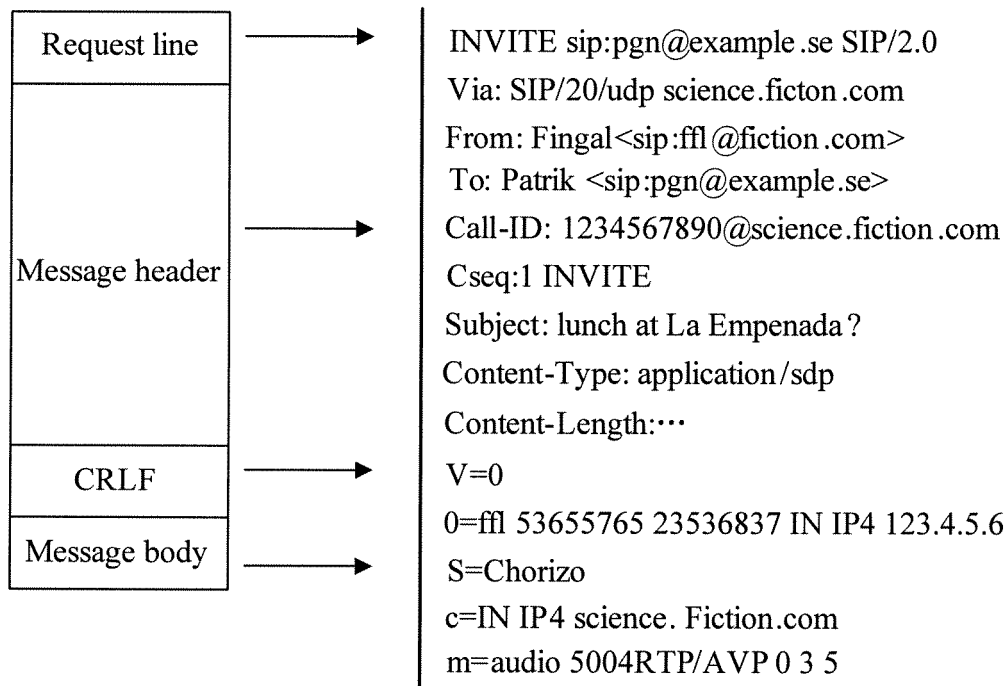 Request line
Message header
CRLF
Message body
INVITE sip:pgn@example.se SIP/2.0
Via: SIP/20/udp science.ficton.com
From: Fingal<sip:ffl@fiction.com>
To: Patrik <sip:pgn@example.se>
Call-ID: 1234567890@science.fiction.com
Cseq:1 INVITE
Subject: lunch at La Empenada?
Content-Type: application/sdp
Content-Length:···
V=0
0=ffl 53655765 23536837 IN IP4 123.4.5.6
S=Chorizo
c=IN IP4 science. Fiction.com
m=audio 5004RTP/AVP 0 3 5